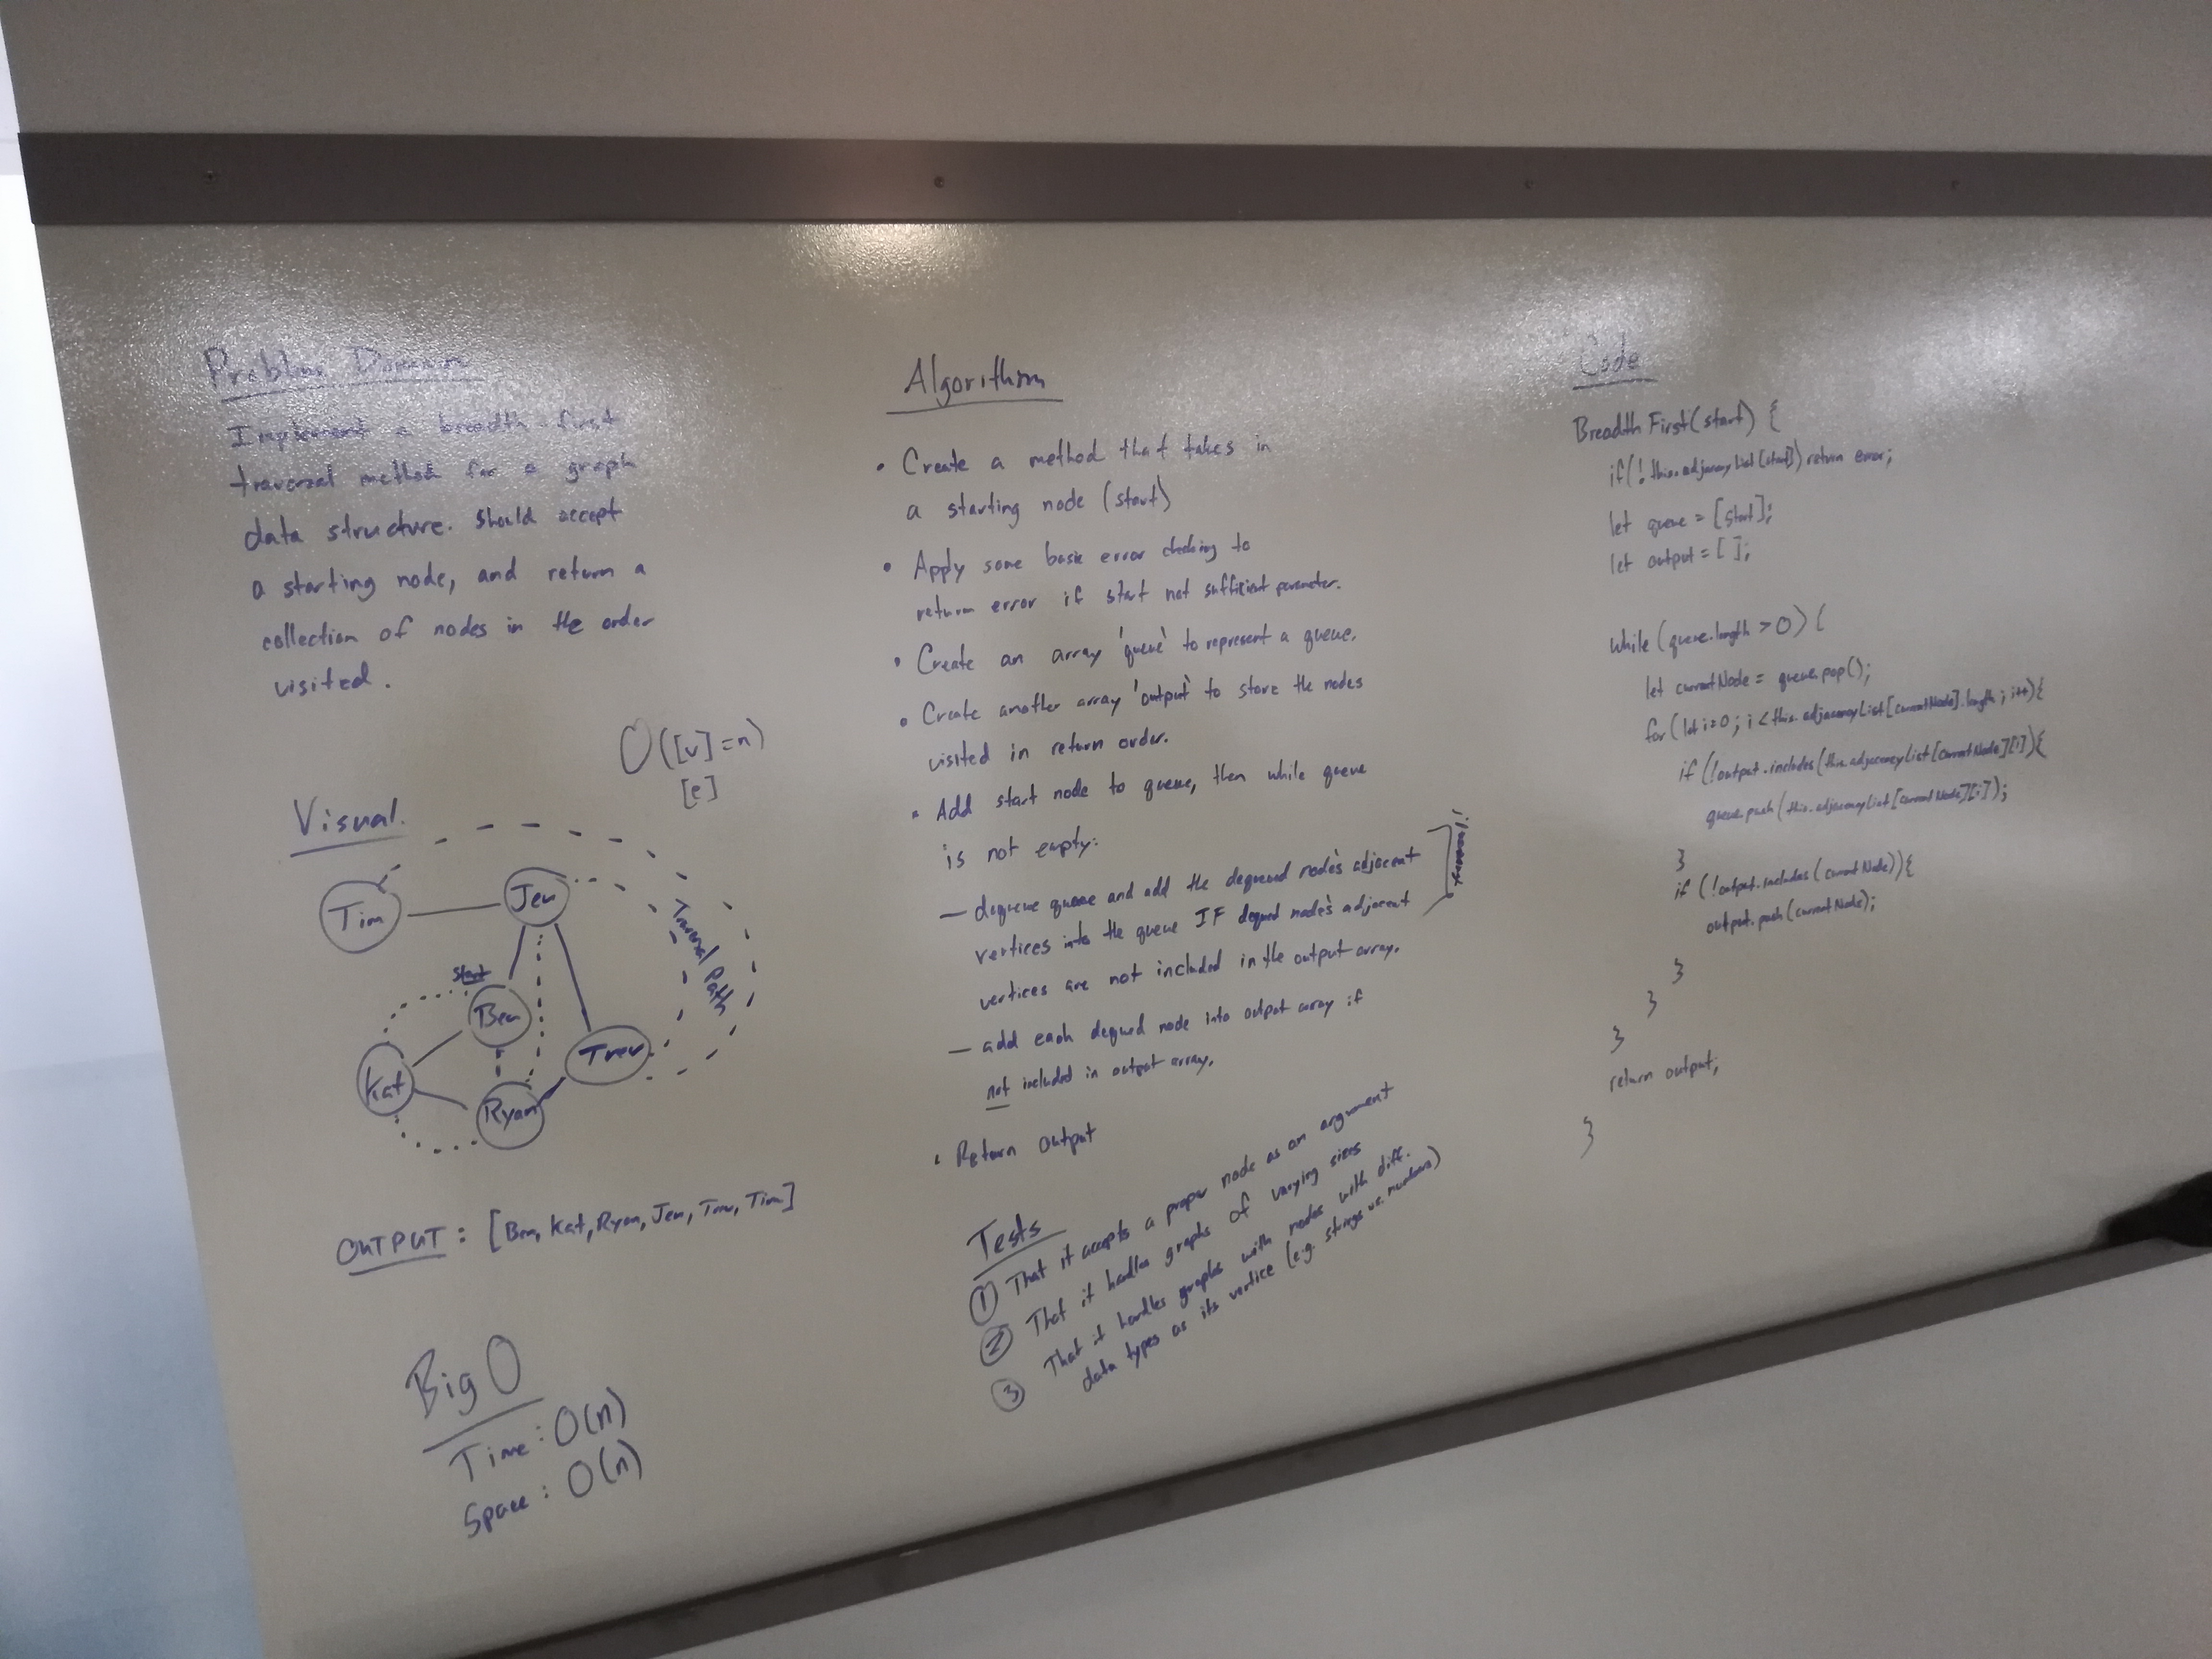 Problem Domain
Implement a breadth-first
traversal method for a graph
data structure. Should accept
a starting node, and return a
collection of nodes in the order
visited.
O([v]=n)
[e]
Visual.
Tim
Jen
Start
Ben
Kat
Ryan
Trev
Traversal Path
OUTPUT: [Ben, Kat, Ryan, Jen, Trev, Tim]
Big O
Time: O(n)
Space: O(n)
Algorithm
• Create a method that takes in
a starting node (start)
• Apply some basic error checking to
return error if start not sufficient parameter.
• Create an array 'queue' to represent a queue.
• Create another array 'output' to store the nodes
visited in return order.
• Add start node to queue, then while queue
is not empty:
— dequeue queue and add the dequeued node's adjacent
vertices into the queue IF dequed node's adjacent
vertices are not included in the output array.
— add each dequed node into output array if
not included in output array.
• Return output
Tests
① That it accepts a proper node as an argument
② That it handles graphs of varying sizes
③ That it handles graphs with nodes with diff.
data types as its vertice (e.g. strings vs. numbers)
Code
BreadthFirst(start) {
if(!this.adjacencyList[start]) return error;
let queue = [start];
let output = [ ];
while (queue.length > 0) {
let currentNode = queue.pop();
for (let i=0; i < this.adjacencyList[currentNode].length; i++){
if (!output.includes(this.adjacencyList[currentNode][i]){
queue.push(this.adjacencyList[currentNode][i]);
}
if (!output.includes(currentNode)){
output.push(currentNode);
}
}
}
return output;
}